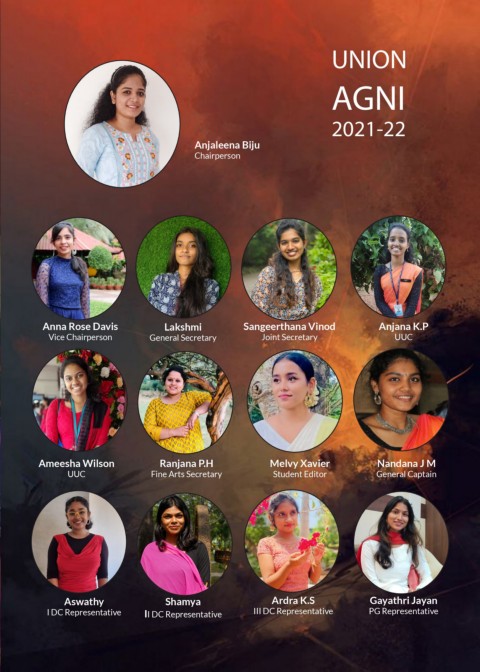 UNION
AGNI
2021-22
Anjaleena Biju
Chairperson
Anna Rose Davis
Vice Chairperson
Lakshmi
General Secretary
Sangeerthana Vinod
Joint Secretary
Anjana K.P
UUC
Ameesha Wilson
UUC
Ranjana P.H
Fine Arts Secretary
Melvy Xavier
Student Editor
Nandana J M
General Captain
Aswathy
I DC Representative
Shamya
II DC Representative
Ardra K.S
III DC Representative
Gayathri Jayan
PG Representative